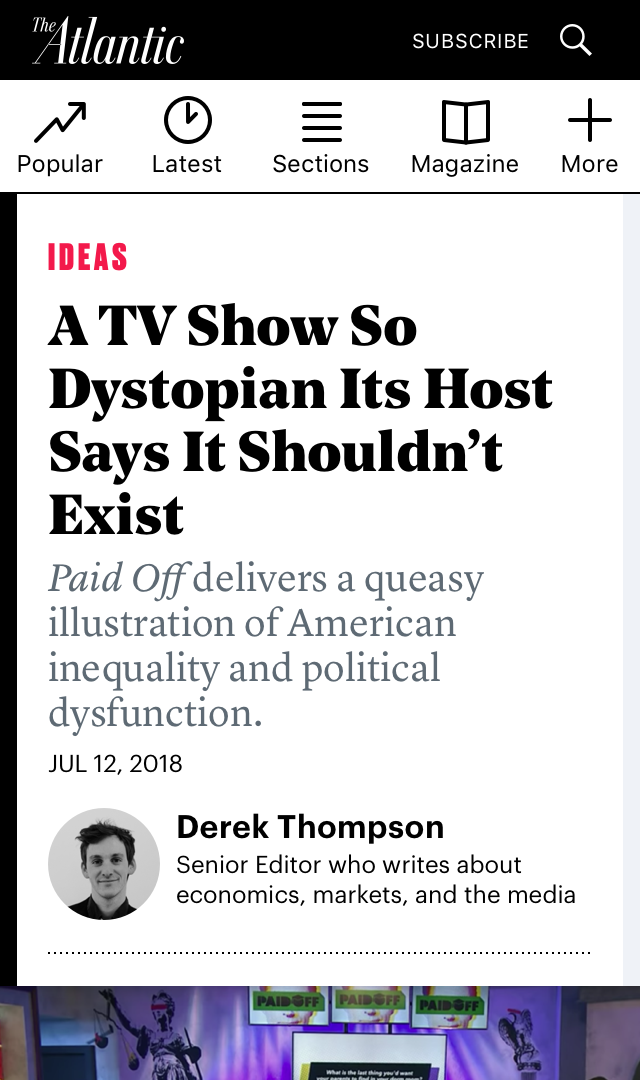 The Atlantic
SUBSCRIBE
Popular
Latest
Sections
Magazine
More
IDEAS
A TV Show So
Dystopian Its Host
Says It Shouldn’t
Exist
Paid Off delivers a queasy
illustration of American
inequality and political
dysfunction.
JUL 12, 2018
Derek Thompson
Senior Editor who writes about
economics, markets, and the media
PAID OFF
PAID OFF
PAID OFF
What is the last thing you'd want
your parents to find in your dorm room?